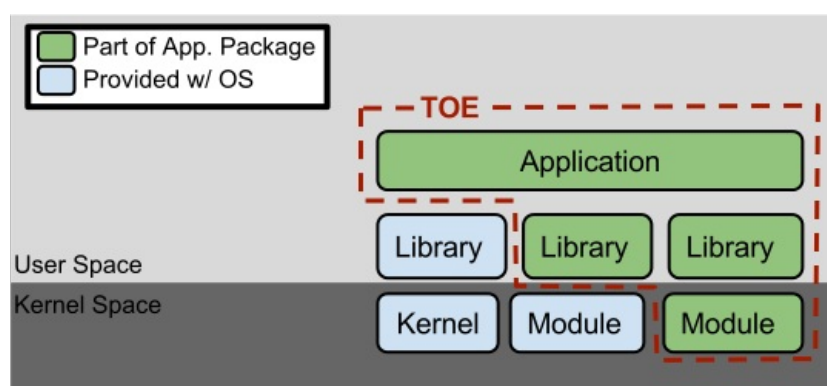 Part of App. Package
Provided w/ OS
TOE
Application
Library Library Library
User Space
Kernel Space
Kernel Module Module